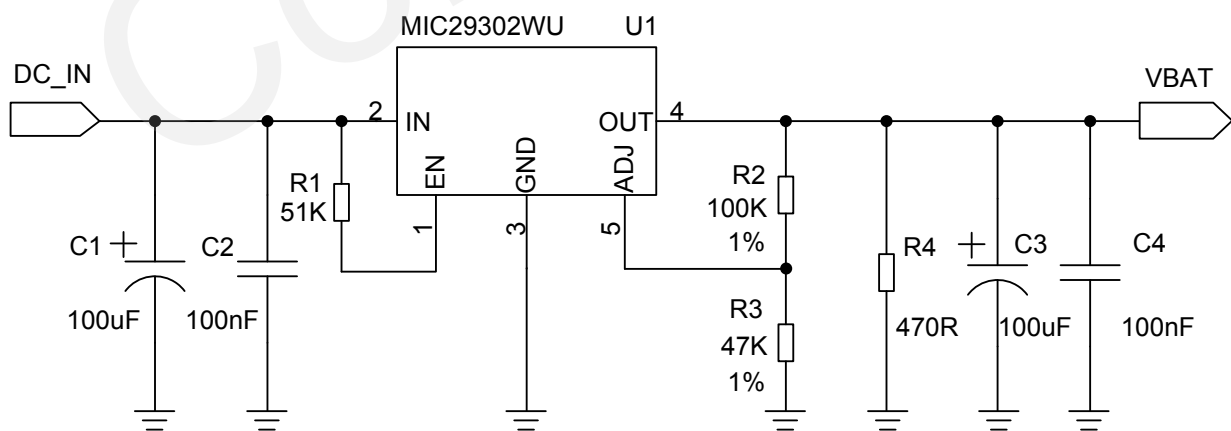 MIC29302WU U1
DC_IN
VBAT
2
IN
OUT
4
EN
GND
ADJ
R1
51K
1
3
5
R2
100K
1%
C1
C2
R4
C3
C4
100uF
100nF
R3
47K
1%
470R
100uF
100nF